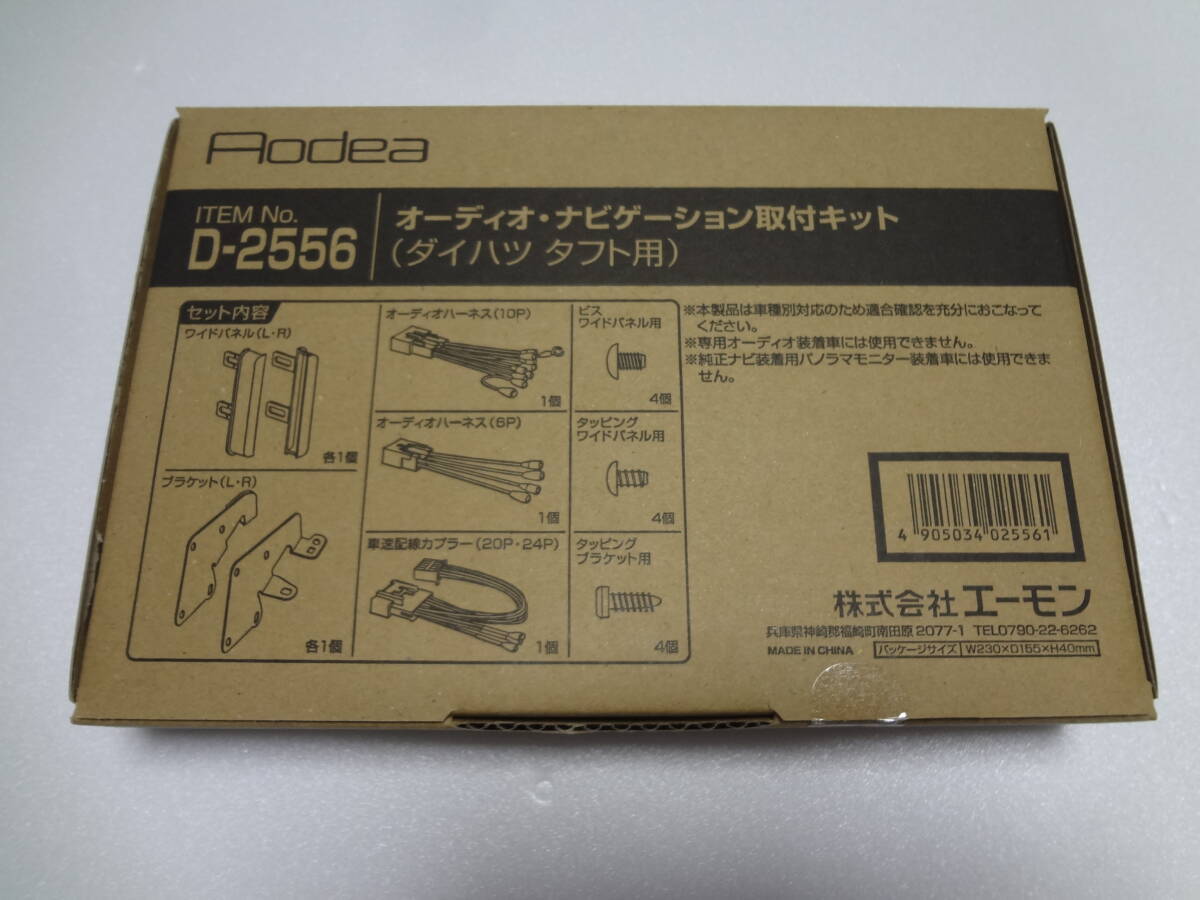 Aodea
ITEM No.
D-2556
オーディオ・ナビゲーション取付キット
(ダイハツ タフト用)
セット内容
ワイドパネル(L・R)
各1個
ブラケット(L・R)
各1個
オーディオハーネス(10P)
1個
オーディオハーネス(6P)
1個
車速配線カプラー(20P・24P)
1個
ビス
ワイドパネル用
4個
タッピング
ワイドパネル用
4個
タッピング
ブラケット用
4個
※本製品は車種別対応のため適合確認を充分におこなって
ください。
※専用オーディオ装着車には使用できません。
※純正ナビ装着用パノラマモニター装着車には使用できま
せん。
4 905034 025561
株式会社 エーモン
兵庫県神崎郡福崎町南田原2077-1 TEL0790-22-6262
MADE IN CHINA パッケージサイズ W230×D155×H40mm